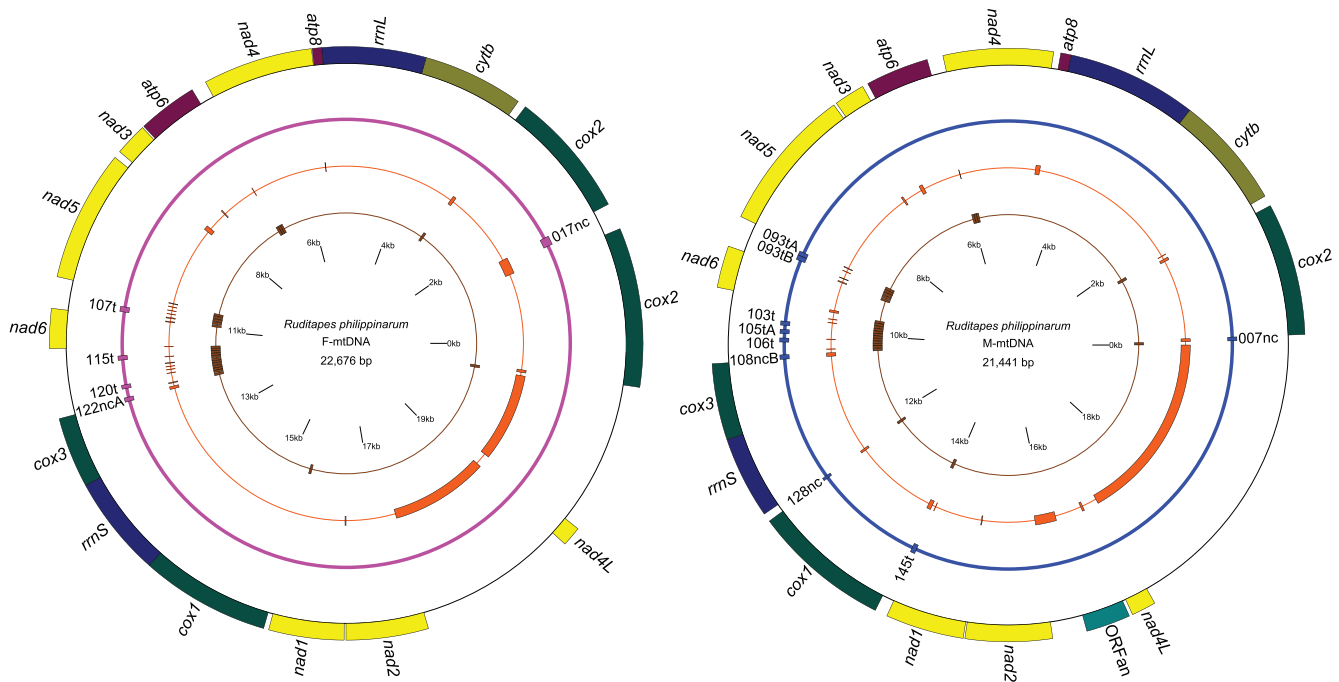 nad4
atp8
rrnL
cytb
cox2
cox2
nad4L
nad2
nad1
cox1
rrnS
cox3
nad6
nad5
nad3
atp6
017nc
107t
115t
120t
122ncA
0kb
2kb
4kb
6kb
8kb
11kb
13kb
15kb
17kb
19kb
Ruditapes philippinarum
F-mtDNA
22,676 bp
nad4
atp8
rrnL
cytb
cox2
nad4L
ORFan
nad2
nad1
cox1
rrnS
cox3
nad6
nad5
nad3
atp6
007nc
093tA
093tB
103t
105tA
106t
108ncB
128nc
145t
0kb
2kb
4kb
6kb
8kb
10kb
12kb
14kb
16kb
18kb
Ruditapes philippinarum
M-mtDNA
21,441 bp